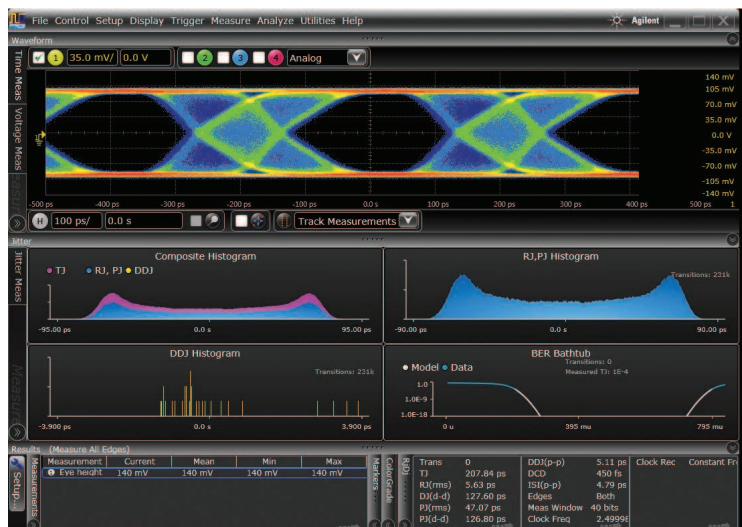 File Control Setup Display Trigger Measure Analyze Utilities Help
Agilent
Waveform
1 35.0 mV/ 0.0 V
2 3 4 Analog
Time Meas
Voltage Meas
140 mV
105 mV
70.0 mV
35.0 mV
0.0 V
-35.0 mV
-70.0 mV
-105 mV
-140 mV
-500 ps -400 ps -300 ps -200 ps -100 ps 0.0 s 100 ps 200 ps 300 ps 400 ps 500 ps 1
H 100 ps/ 0.0 s
Track Measurements
Jitter
Jitter Meas
Measure
Composite Histogram
TJ RJ, PJ DDJ
-95.00 ps 0.0 s 95.00 ps
RJ,PJ Histogram
Transitions: 231k
-90.00 ps 0.0 s 90.00 ps
DDJ Histogram
Transitions: 231k
-3.900 ps 0.0 s 3.900 ps
BER Bathtub
Model Data
Transitions: 0
Measured TJ: 1E-4
1.0
1.0E-9
1.0E-18
0 u 395 mu 795 mu
Results (Measure All Edges)
Setup...
Measurements
Measurement Current Mean Min Max
Eye height 140 mV 140 mV 140 mV 140 mV
Markers
ColorGrade
RjDj
Trans 0
TJ 207.84 ps
RJ(rms) 5.63 ps
DJ(d-d) 127.60 ps
PJ(rms) 47.07 ps
PJ(d-d) 126.80 ps
DDJ(p-p) 5.11 ps
DCD 450 fs
ISI(p-p) 4.79 ps
Edges Both
Meas Window 40 bits
Clock Freq
Clock Rec Constant